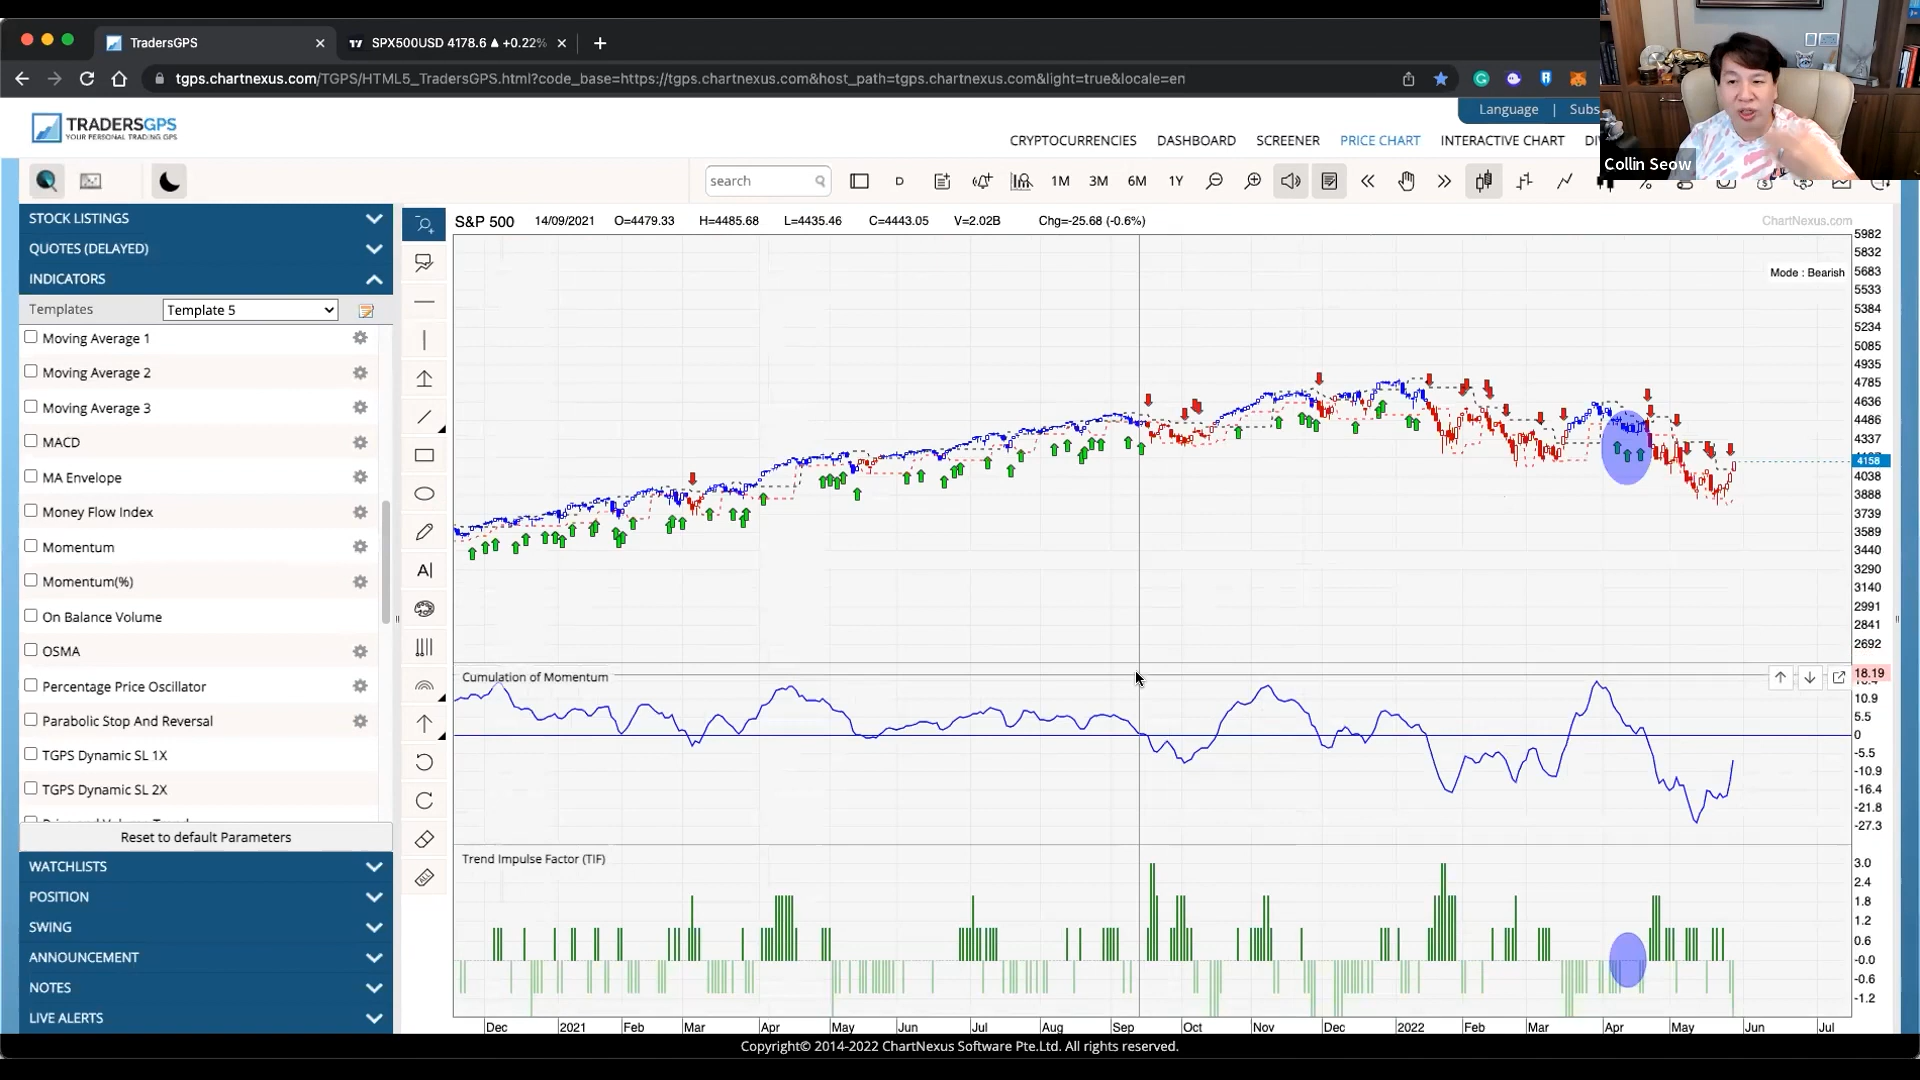 TradersGPS
SPX500USD 4178.6 ▲ +0.22%
tgps.chartnexus.com/TGPS/HTML5_TradersGPS.html?code_base=https://tgps.chartnexus.com&host_path=tgps.chartnexus.com&light=true&locale=en
Language | Subs
Collin Seow
TRADERSGPS
YOUR PERSONAL TRADING GPS
CRYPTOCURRENCIES DASHBOARD SCREENER PRICE CHART INTERACTIVE CHART
search D 1M 3M 6M 1Y
STOCK LISTINGS
QUOTES (DELAYED)
INDICATORS
Templates Template 5
Moving Average 1
Moving Average 2
Moving Average 3
MACD
MA Envelope
Money Flow Index
Momentum
Momentum(%)
On Balance Volume
OSMA
Percentage Price Oscillator
Parabolic Stop And Reversal
TGPS Dynamic SL 1X
TGPS Dynamic SL 2X
Reset to default Parameters
WATCHLISTS
POSITION
SWING
ANNOUNCEMENT
NOTES
LIVE ALERTS
A|
ALL
S&P 500 14/09/2021 O=4479.33 H=4485.68 L=4435.46 C=4443.05 V=2.02B Chg=-25.68 (-0.6%)
ChartNexus.com
Mode : Bearish
5982
5832
5683
5533
5384
5234
5085
4935
4785
4636
4486
4337
4158
4038
3888
3739
3589
3440
3290
3140
2991
2841
2692
Cumulation of Momentum
18.19
10.9
5.5
0
-5.5
-10.9
-16.4
-21.8
-27.3
Trend Impulse Factor (TIF)
3.0
2.4
1.8
1.2
0.6
-0.0
-0.6
-1.2
Dec 2021 Feb Mar Apr May Jun Jul Aug Sep Oct Nov Dec 2022 Feb Mar Apr May Jun Jul
Copyright© 2014-2022 ChartNexus Software Pte.Ltd. All rights reserved.